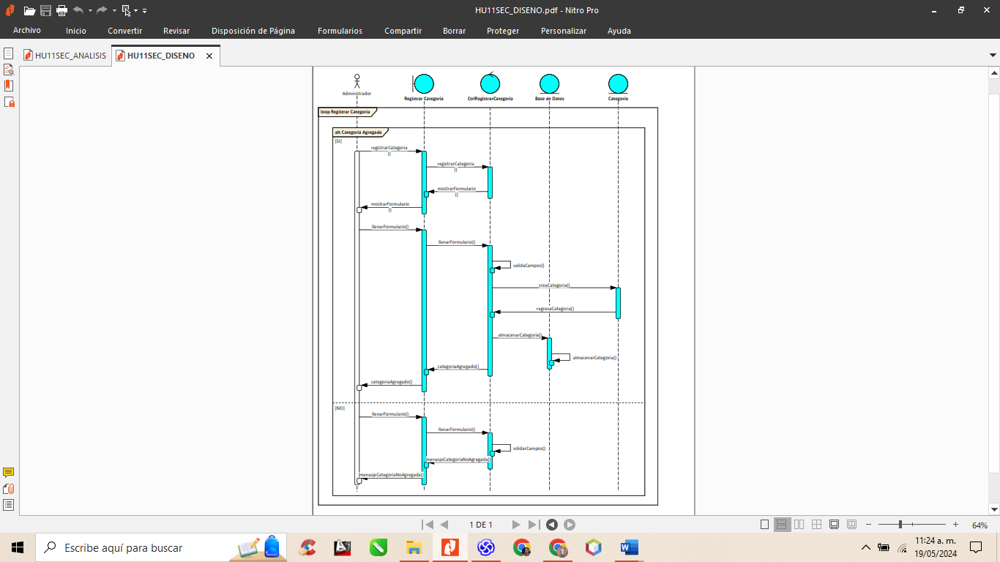 HU11SEC_DISENO.pdf - Nitro Pro
Archivo Inicio Convertir Revisar Disposición de Página Formularios Compartir Borrar Proteger Personalizar Ayuda
HU11SEC_ANALISIS HU11SEC_DISENO
Administrador Registrar Categoria CtrlRegistrarCategoria Base de Datos Categoria
loop Registrar Categoria
alt Categoria Agregada
[SI]
registrarCategoria
()
registrarCategoria
()
mostrarFormulario
()
mostrarFormulario
()
llenarFormulario()
llenarFormulario()
validaCampos()
creaCategoria()
regresaCategoria()
almacenarCategoria()
almacenarCategoria()
categoriaAgregado()
categoriaAgregado()
[NO]
llenarFormulario()
llenarFormulario()
vslidarCampos()
menasjeCategoriaNoAgregada()
menasjeCategoriaNoAgregada()
1 DE 1
64%
Escribe aquí para buscar
11:24 a. m.
19/05/2024